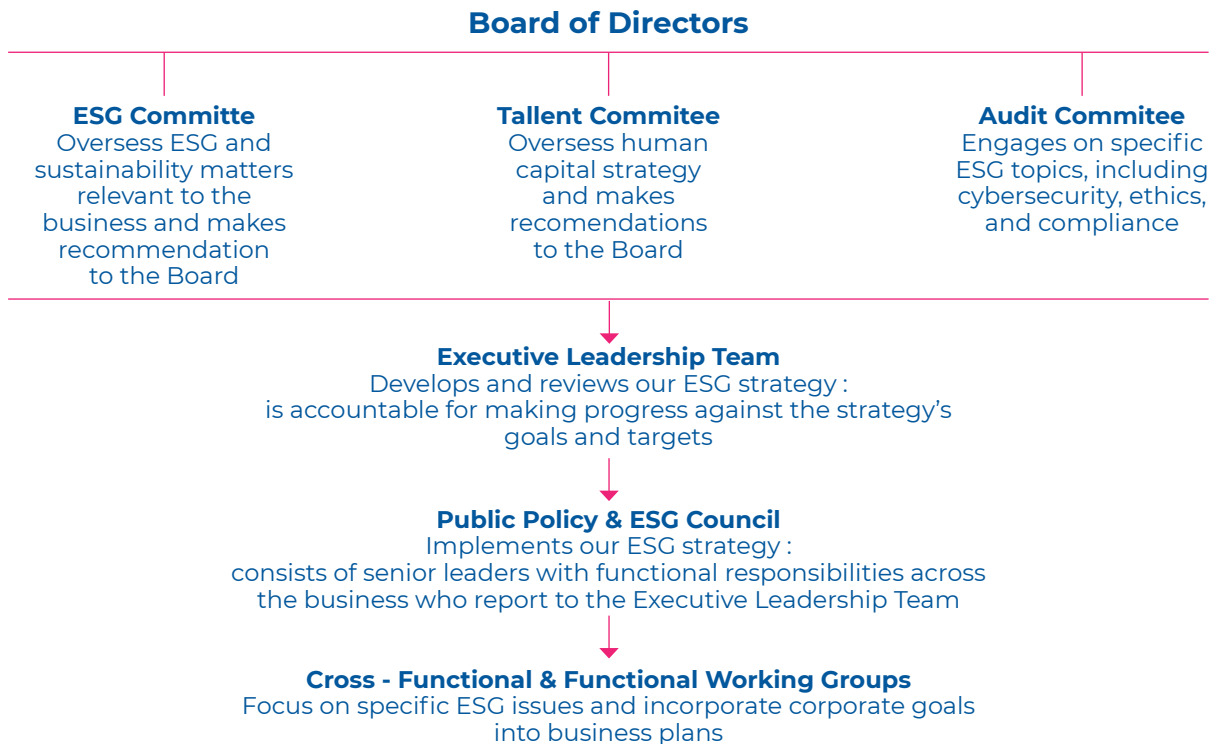 Board of Directors
ESG Committe
Oversess ESG and
sustainability matters
relevant to the
business and makes
recommendation
to the Board
Tallent Commitee
Oversess human
capital strategy
and makes
recomendations
to the Board
Audit Commitee
Engages on specific
ESG topics, including
cybersecurity, ethics,
and compliance
Executive Leadership Team
Develops and reviews our ESG strategy :
is accountable for making progress against the strategy’s
goals and targets
Public Policy & ESG Council
Implements our ESG strategy :
consists of senior leaders with functional responsibilities across
the business who report to the Executive Leadership Team
Cross - Functional & Functional Working Groups
Focus on specific ESG issues and incorporate corporate goals
into business plans